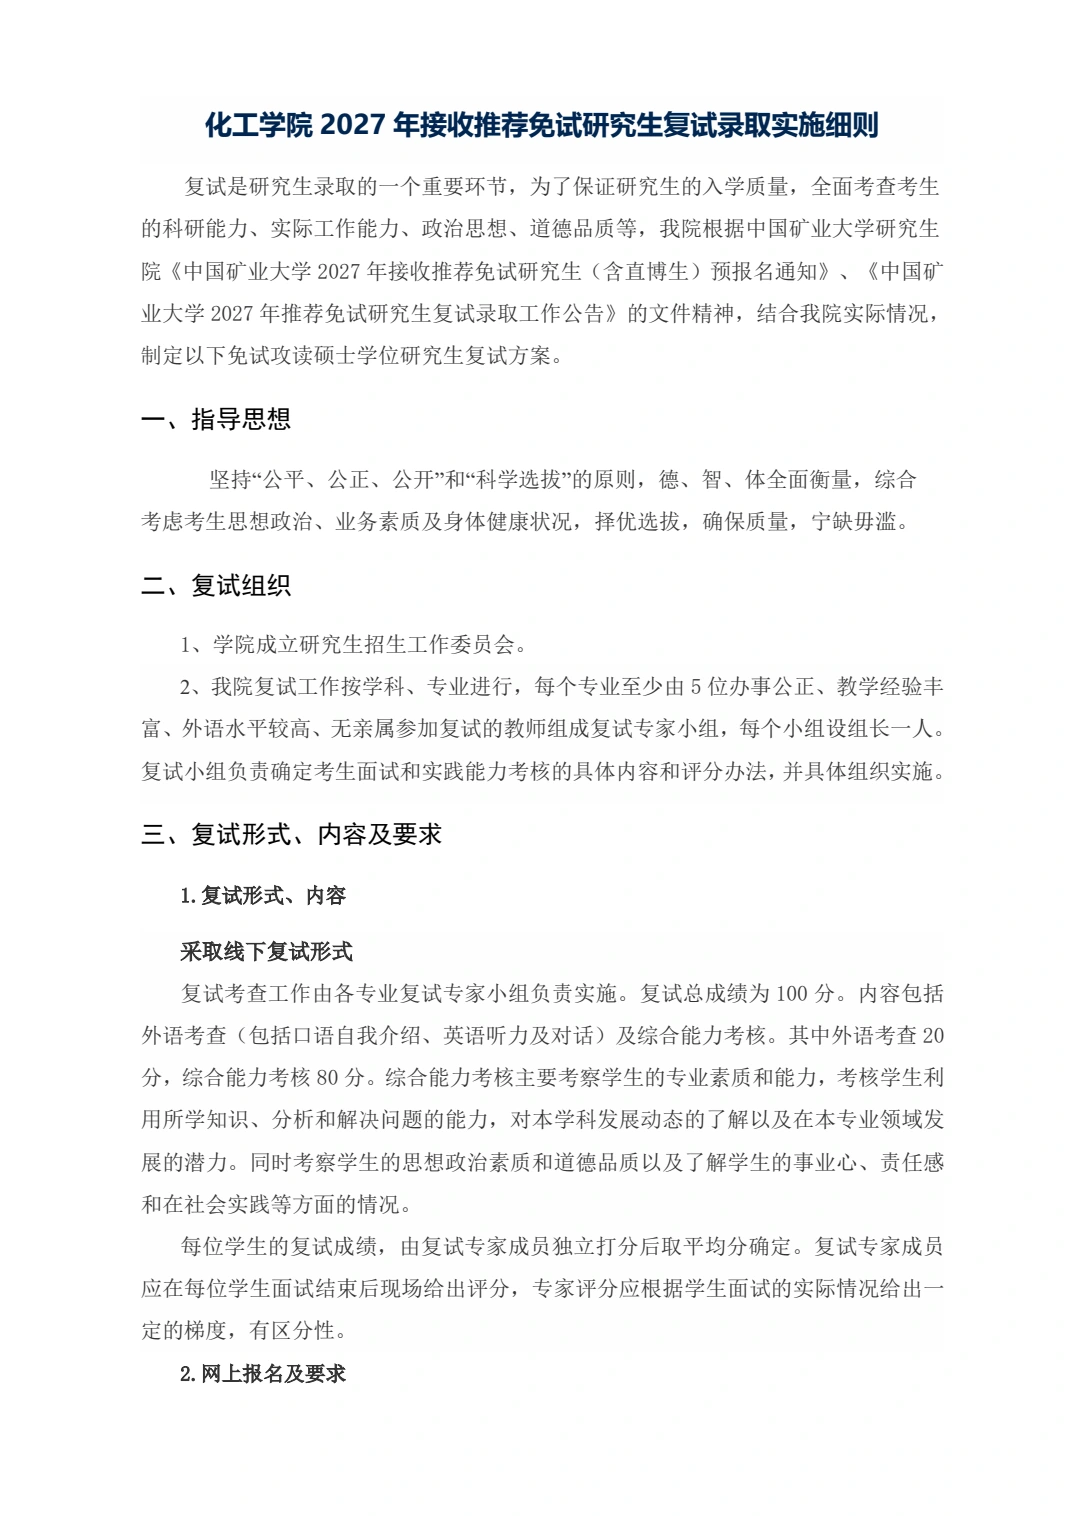 化工学院 2027 年接收推荐免试研究生复试录取实施细则
复试是研究生录取的一个重要环节，为了保证研究生的入学质量，全面考查考生
的科研能力、实际工作能力、政治思想、道德品质等，我院根据中国矿业大学研究生
院《中国矿业大学 2027 年接收推荐免试研究生（含直博生）预报名通知》、《中国矿
业大学 2027 年推荐免试研究生复试录取工作公告》的文件精神，结合我院实际情况，
制定以下免试攻读硕士学位研究生复试方案。
一、指导思想
坚持“公平、公正、公开”和“科学选拔”的原则，德、智、体全面衡量，综合
考虑考生思想政治、业务素质及身体健康状况，择优选拔，确保质量，宁缺毋滥。
二、复试组织
1、学院成立研究生招生工作委员会。
2、我院复试工作按学科、专业进行，每个专业至少由 5 位办事公正、教学经验丰
富、外语水平较高、无亲属参加复试的教师组成复试专家小组，每个小组设组长一人。
复试小组负责确定考生面试和实践能力考核的具体内容和评分办法，并具体组织实施。
三、复试形式、内容及要求
1.复试形式、内容
采取线下复试形式
复试考查工作由各专业复试专家小组负责实施。复试总成绩为 100 分。内容包括
外语考查（包括口语自我介绍、英语听力及对话）及综合能力考核。其中外语考查 20
分，综合能力考核 80 分。综合能力考核主要考察学生的专业素质和能力，考核学生利
用所学知识、分析和解决问题的能力，对本学科发展动态的了解以及在本专业领域发
展的潜力。同时考察学生的思想政治素质和道德品质以及了解学生的事业心、责任感
和在社会实践等方面的情况。
每位学生的复试成绩，由复试专家成员独立打分后取平均分确定。复试专家成员
应在每位学生面试结束后现场给出评分，专家评分应根据学生面试的实际情况给出一
定的梯度，有区分性。
2.网上报名及要求